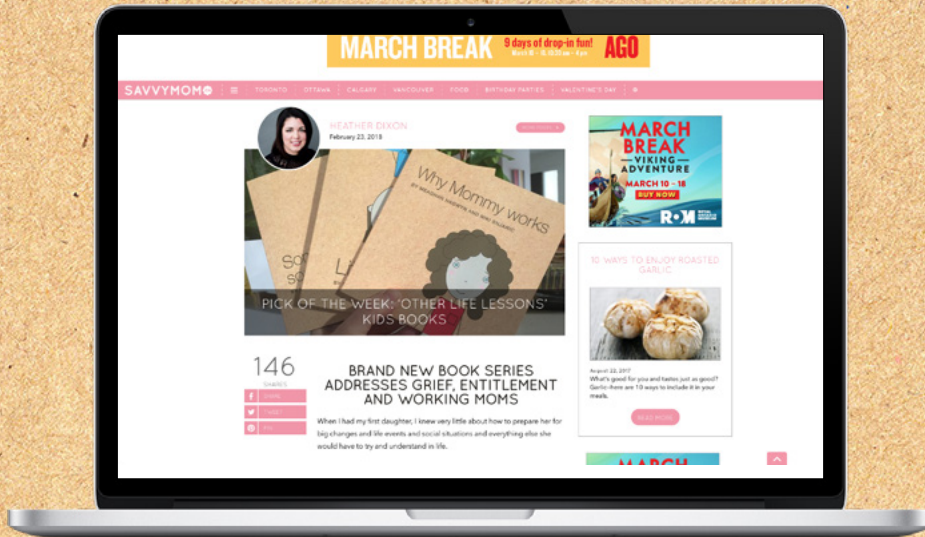 MARCH BREAK 9 days of drop-in fun! AGO
SAVVYMOM
TORONTO OTTAWA CALGARY VANCOUVER FOOD BIRTHDAY PARTIES VALENTINE'S DAY
HEATHER DIXON
February 23, 2018
Why Mommy works
PICK OF THE WEEK: 'OTHER LIFE LESSONS'
KIDS BOOKS
146
SHARES
SHARE
TWEET
PIN
BRAND NEW BOOK SERIES
ADDRESSES GRIEF, ENTITLEMENT
AND WORKING MOMS
When I had my first daughter, I knew very little about how to prepare her for
big changes and life events and social situations and everything else she
would have to try and understand in life.
MARCH
BREAK
VIKING
ADVENTURE
MARCH 10 - 18
BUY NOW
ROM
10 WAYS TO ENJOY ROASTED
GARLIC
August 22, 2017
What's good for you and tastes just as good?
Garlic–here are 10 ways to include it in your
meals.
READ MORE
MARCH